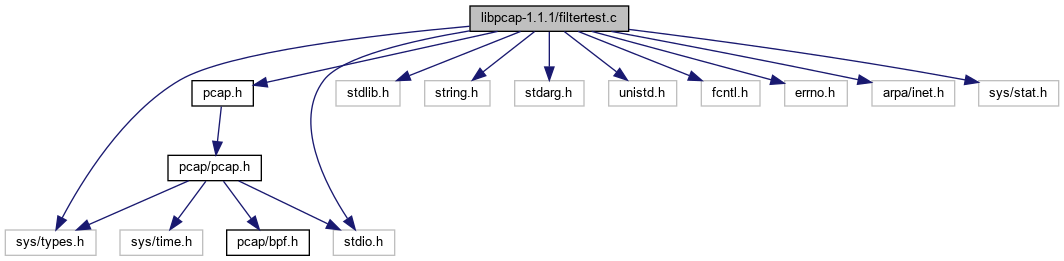 libpcap-1.1.1/filtertest.c
pcap.h
stdlib.h
string.h
stdarg.h
unistd.h
fcntl.h
errno.h
arpa/inet.h
sys/stat.h
pcap/pcap.h
sys/types.h
sys/time.h
pcap/bpf.h
stdio.h